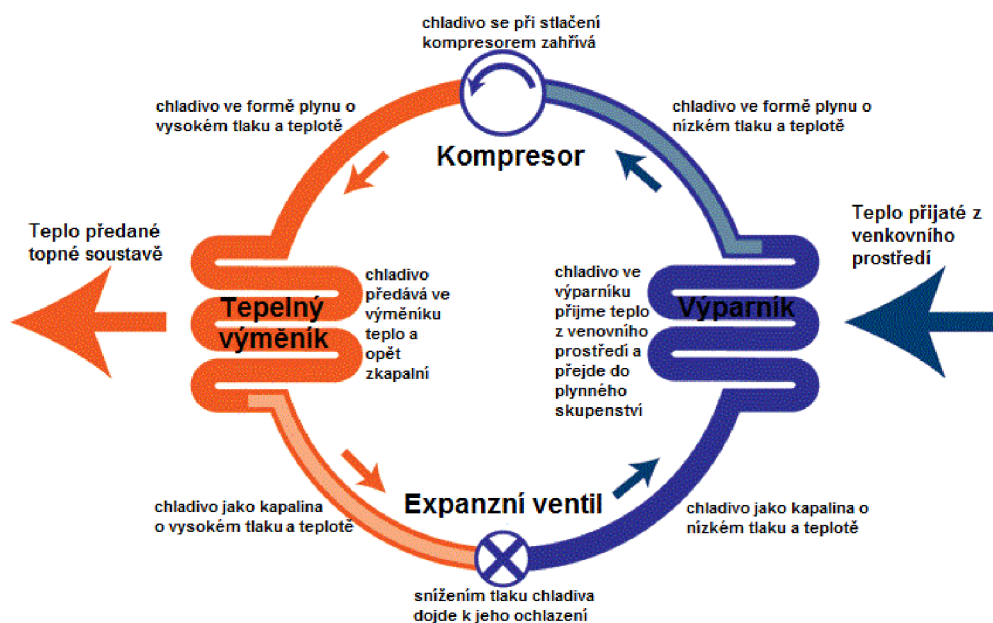 chladivo se při stlačení
kompresorem zahřívá
chladivo ve formě plynu o
vysokém tlaku a teplotě
chladivo ve formě plynu o
nízkém tlaku a teplotě
Kompresor
Teplo předané
topné soustavě
Teplo přijaté z
venkovního
prostředí
Tepelný
výměník
chladivo
předává ve
výměníku
teplo a
opět
zkapalní
chladivo ve
výparníku
přijme teplo
z venovního
prostředí a
přejde do
plynného
skupenství
Výparník
Expanzní ventil
chladivo jako kapalina
o vysokém tlaku a teplotě
chladivo jako kapalina o
nízkém tlaku a teplotě
snížením tlaku chladiva
dojde k jeho ochlazení